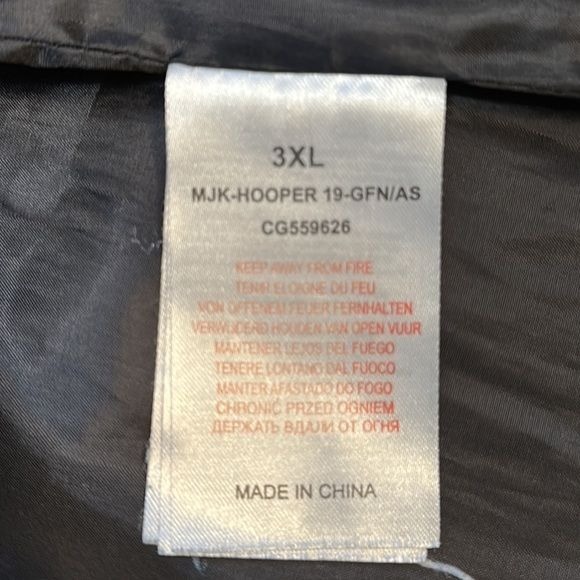 3XL
MJK-HOOPER 19-GFN/AS
CG559626
KEEP AWAY FROM FIRE
TENIR ELOIGNE DU FEU
VON OFFENEM FEUER FERNHALTEN
VERWIJDERD HOUDEN VAN OPEN VUUR
MANTENER LEJOS DEL FUEGO
TENERE LONTANO DAL FUOCO
MANTER AFASTADO DO FOGO
CHRONIĆ PRZED OGNIEM
ДЕРЖАТЬ ВДАЛИ ОТ ОГНЯ
MADE IN CHINA